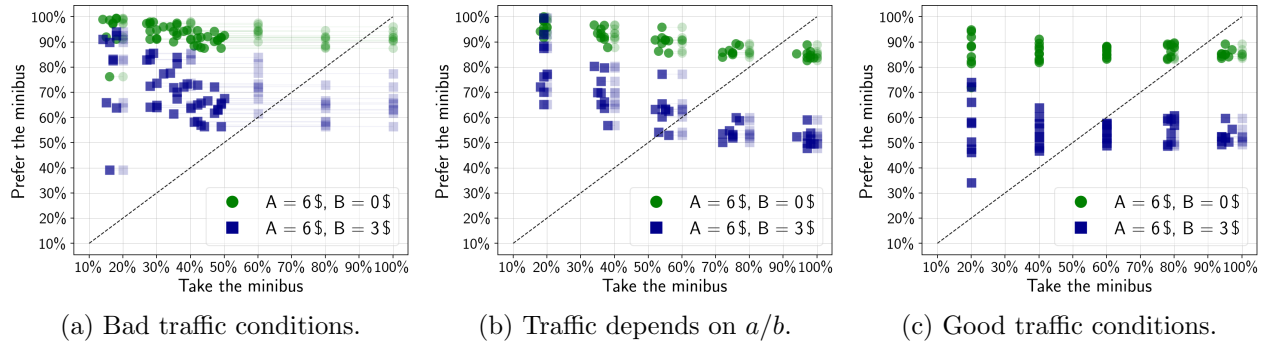 100%
90%
80%
70%
60%
50%
40%
30%
20%
10%
Prefer the minibus
A = 6$, B = 0$
A = 6$, B = 3$
10% 20% 30% 40% 50% 60% 70% 80% 90% 100%
Take the minibus
(a) Bad traffic conditions.
100%
90%
80%
70%
60%
50%
40%
30%
20%
10%
Prefer the minibus
A = 6$, B = 0$
A = 6$, B = 3$
10% 20% 30% 40% 50% 60% 70% 80% 90% 100%
Take the minibus
(b) Traffic depends on a/b.
100%
90%
80%
70%
60%
50%
40%
30%
20%
10%
Prefer the minibus
A = 6$, B = 0$
A = 6$, B = 3$
10% 20% 30% 40% 50% 60% 70% 80% 90% 100%
Take the minibus
(c) Good traffic conditions.